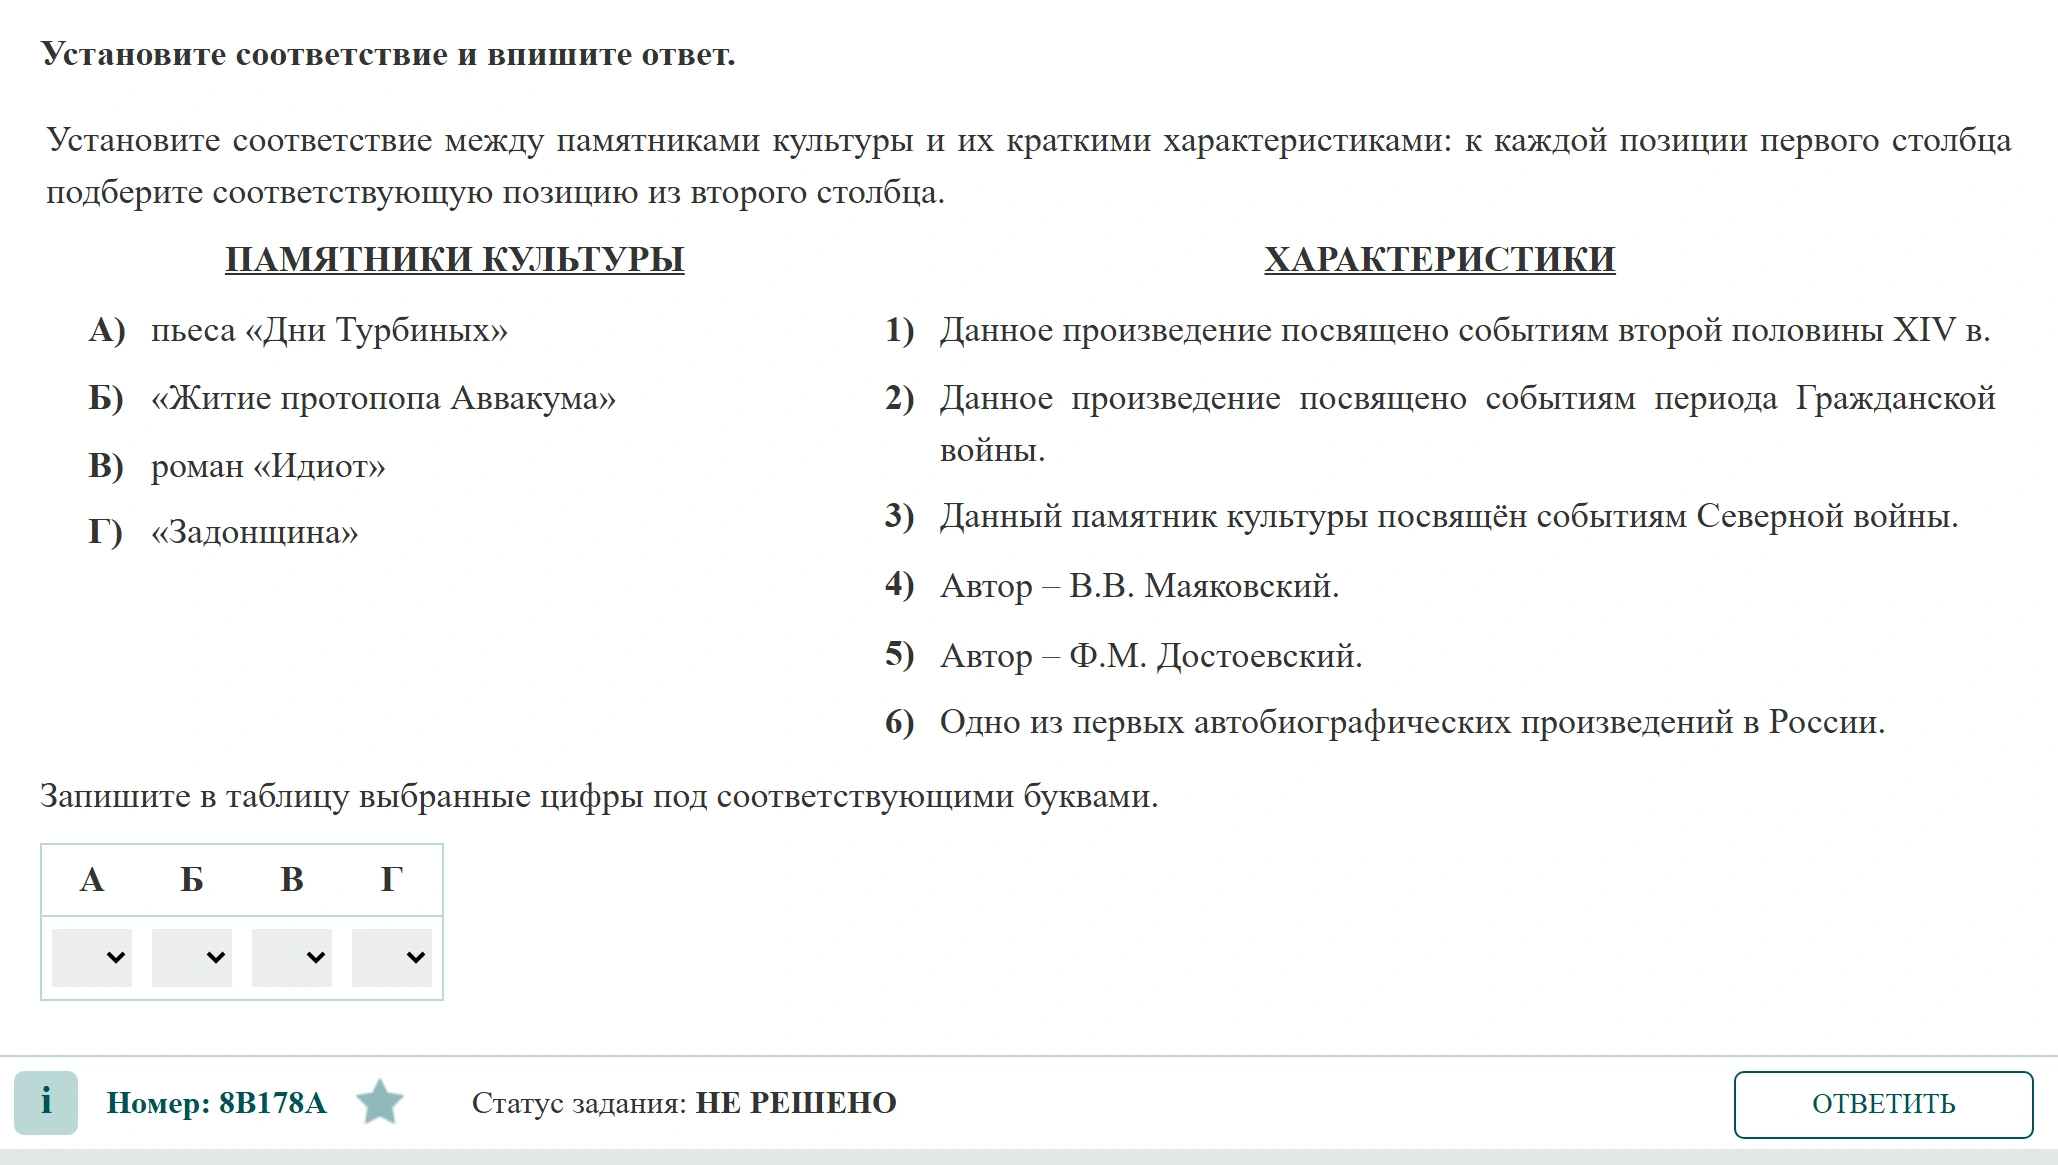 Установите соответствие и впишите ответ.
Установите соответствие между памятниками культуры и их краткими характеристиками: к каждой позиции первого столбца
подберите соответствующую позицию из второго столбца.
ПАМЯТНИКИ КУЛЬТУРЫ
А) пьеса «Дни Турбиных»
Б) «Житие протопопа Аввакума»
В) роман «Идиот»
Г) «Задонщина»
ХАРАКТЕРИСТИКИ
1) Данное произведение посвящено событиям второй половины XIV в.
2) Данное произведение посвящено событиям периода Гражданской
войны.
3) Данный памятник культуры посвящён событиям Северной войны.
4) Автор – В.В. Маяковский.
5) Автор – Ф.М. Достоевский.
6) Одно из первых автобиографических произведений в России.
Запишите в таблицу выбранные цифры под соответствующими буквами.
А Б В Г
i Номер: 8B178A Статус задания: НЕ РЕШЕНО ОТВЕТИТЬ